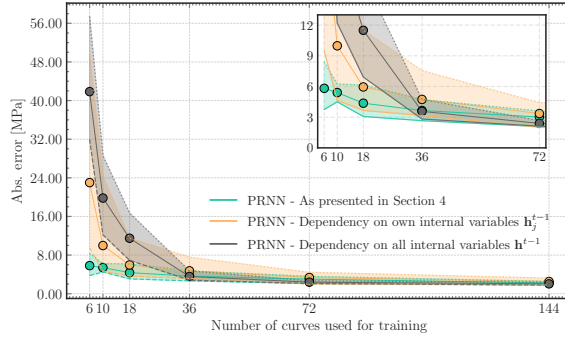 56.00
48.00
40.00
32.00
24.00
16.00
8.00
0.00
Abs. error [MPa]
12
9
6
3
0
6 10 18 36 72
PRNN - As presented in Section 4
PRNN - Dependency on own internal variables h_j^{t−1}
PRNN - Dependency on all internal variables h^{t−1}
6 10 18 36 72 144
Number of curves used for training